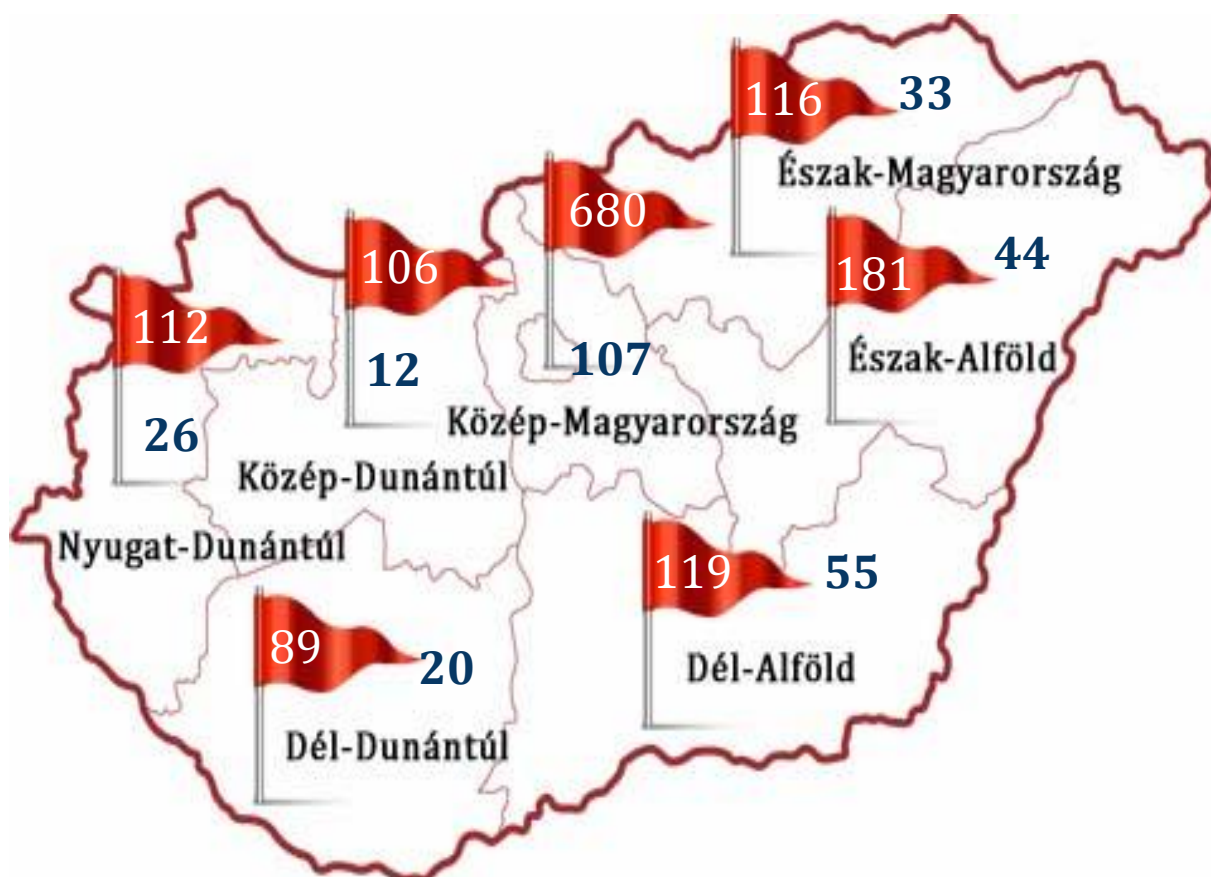 116
33
Észak-Magyarország
680
107
Közép-Magyarország
181
44
Észak-Alföld
106
12
Közép-Dunántúl
112
26
Nyugat-Dunántúl
119
55
Dél-Alföld
89
20
Dél-Dunántúl